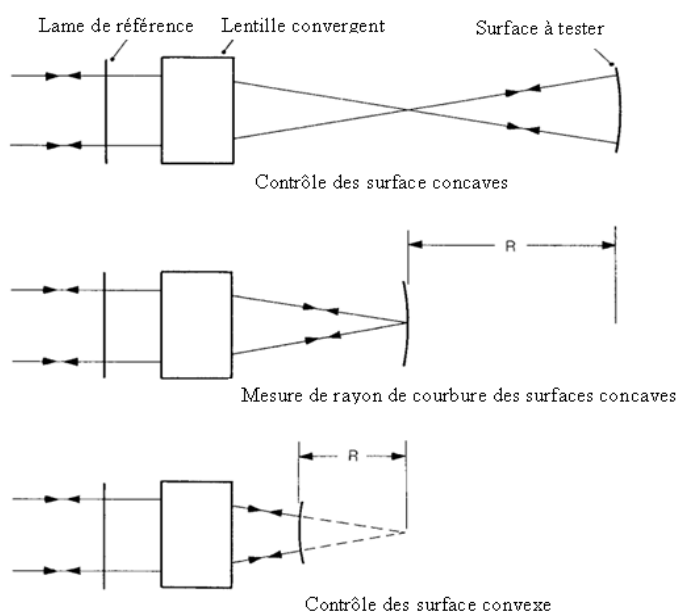 Lame de référence
Lentille convergent
Surface à tester
Contrôle des surface concaves
R
Mesure de rayon de courbure des surfaces concaves
R
Contrôle des surface convexe